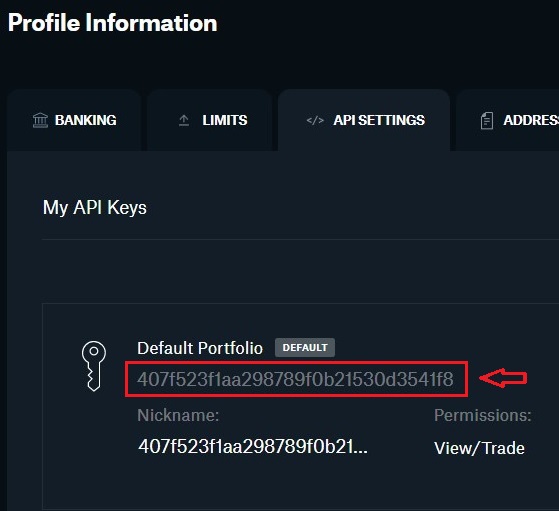 Profile Information
BANKING
LIMITS
</> API SETTINGS
ADDRES
My API Keys
Default Portfolio DEFAULT
407f523f1aa298789f0b21530d3541f8
Nickname: Permissions:
407f523f1aa298789f0b21... View/Trade